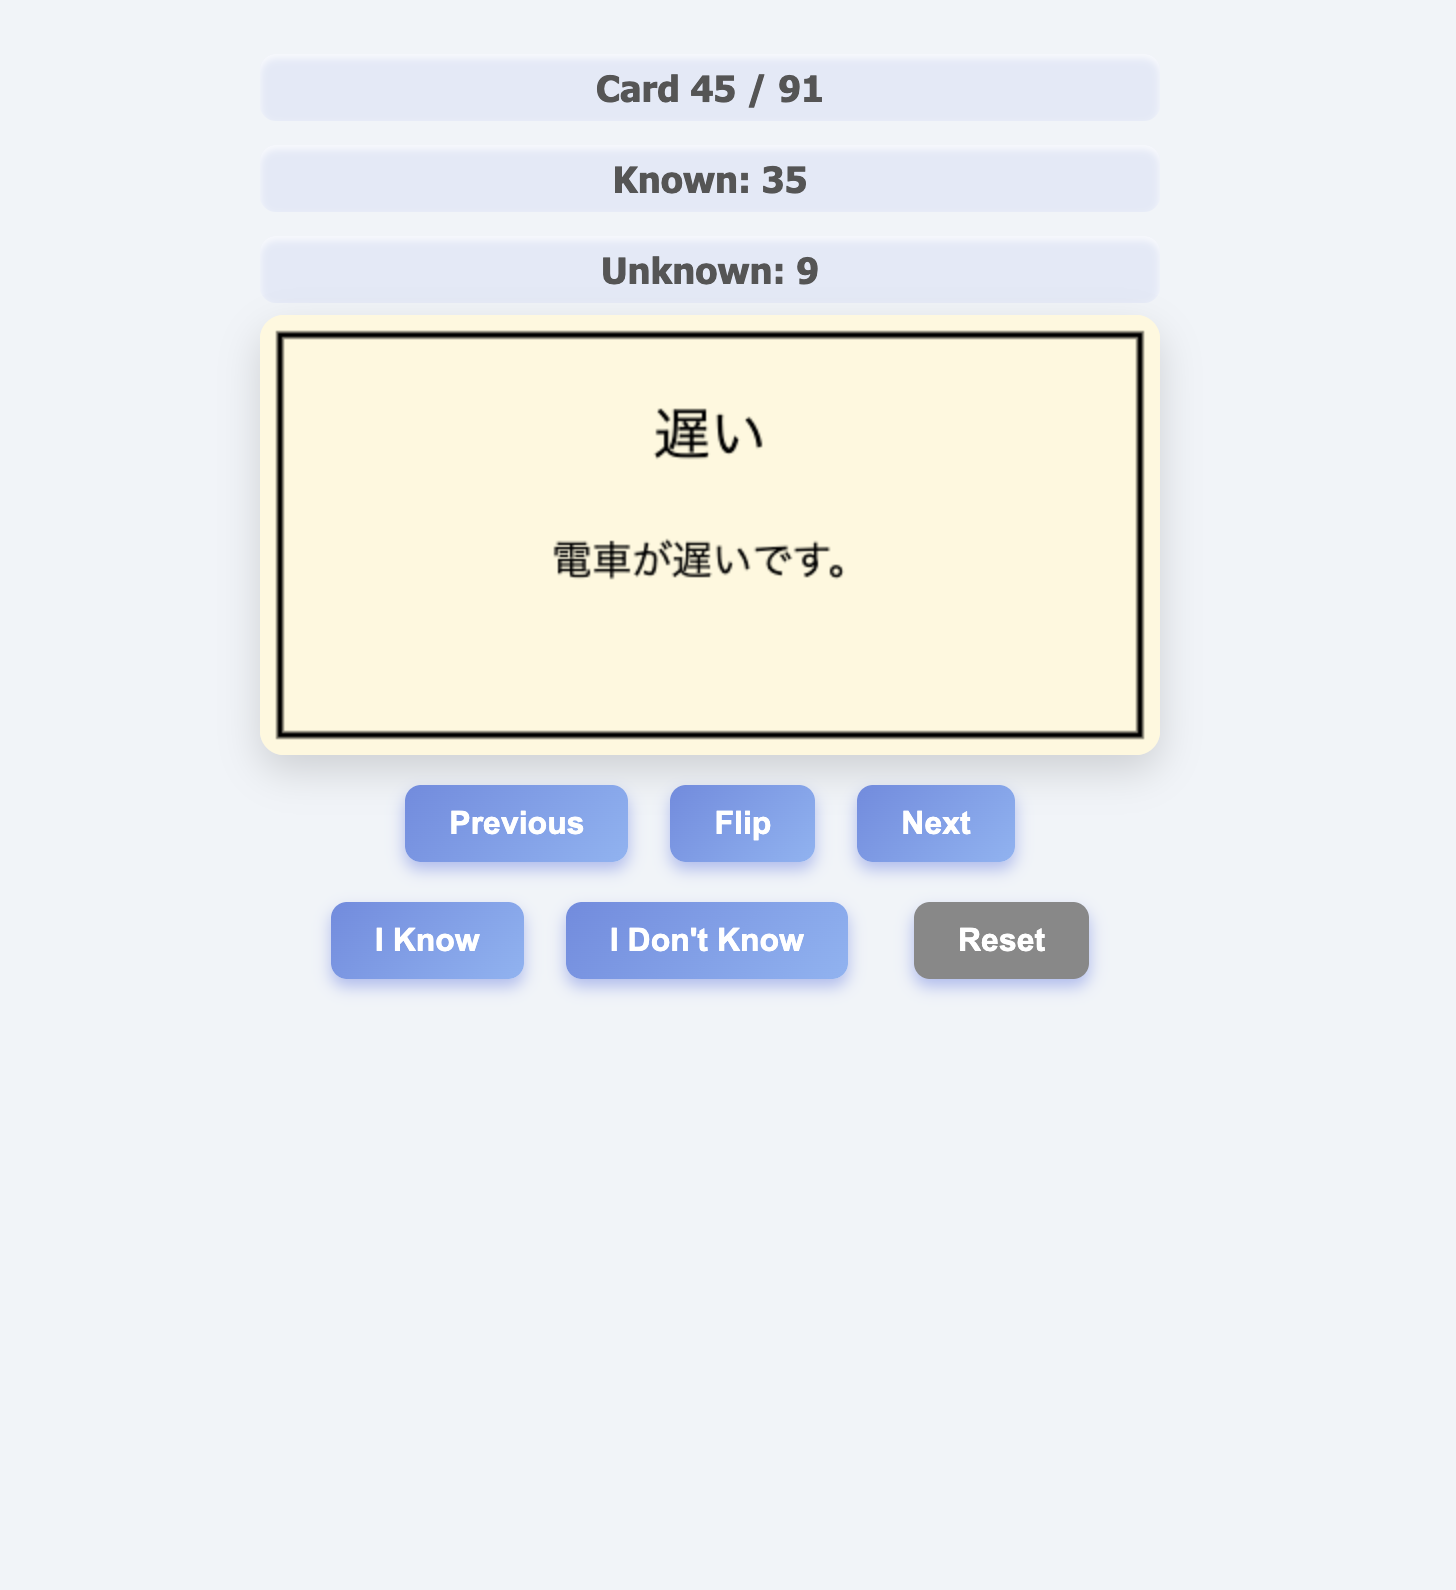 Card 45 / 91
Known: 35
Unknown: 9
遅い
電車が遅いです。
Previous Flip Next
I Know I Don't Know Reset